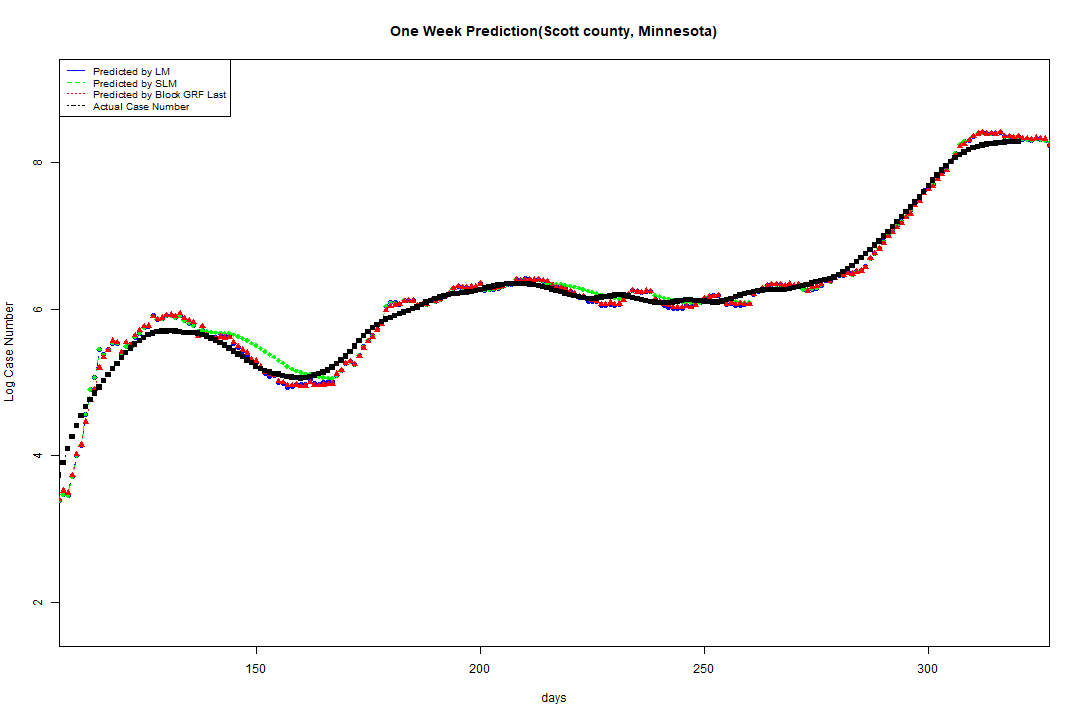 One Week Prediction(Scott county, Minnesota)
Predicted by LM
Predicted by SLM
Predicted by Block GRF Last
Actual Case Number
8
6
4
2
Log Case Number
150 200 250 300
days